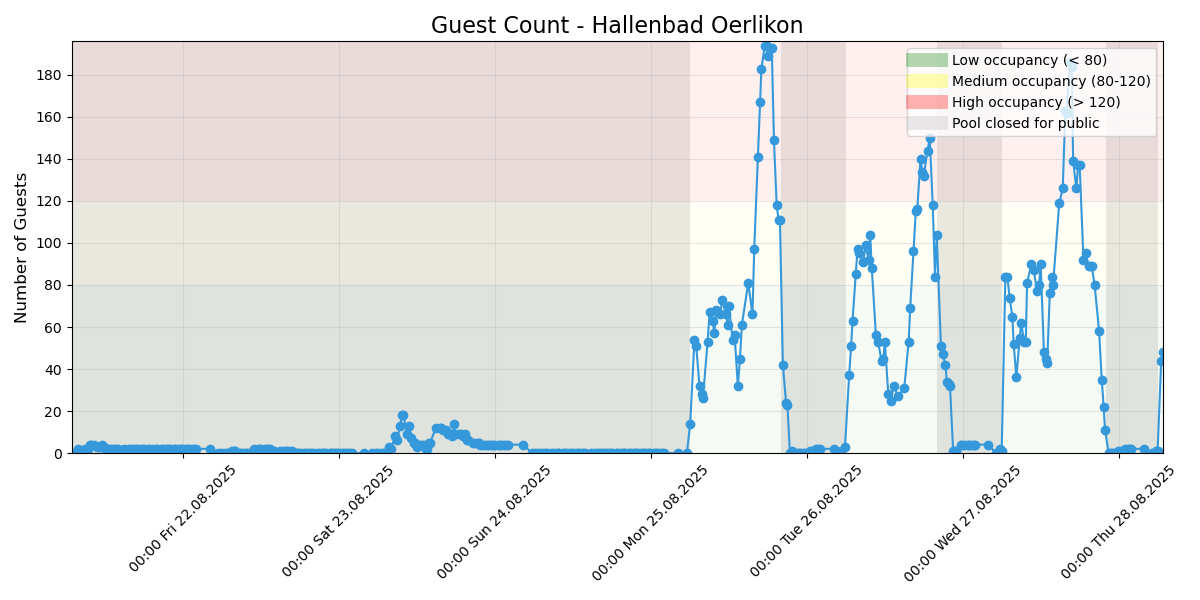 Guest Count - Hallenbad Oerlikon
Number of Guests
180
160
140
120
100
80
60
40
20
0
Low occupancy (< 80)
Medium occupancy (80-120)
High occupancy (> 120)
Pool closed for public
00:00 Fri 22.08.2025
00:00 Sat 23.08.2025
00:00 Sun 24.08.2025
00:00 Mon 25.08.2025
00:00 Tue 26.08.2025
00:00 Wed 27.08.2025
00:00 Thu 28.08.2025